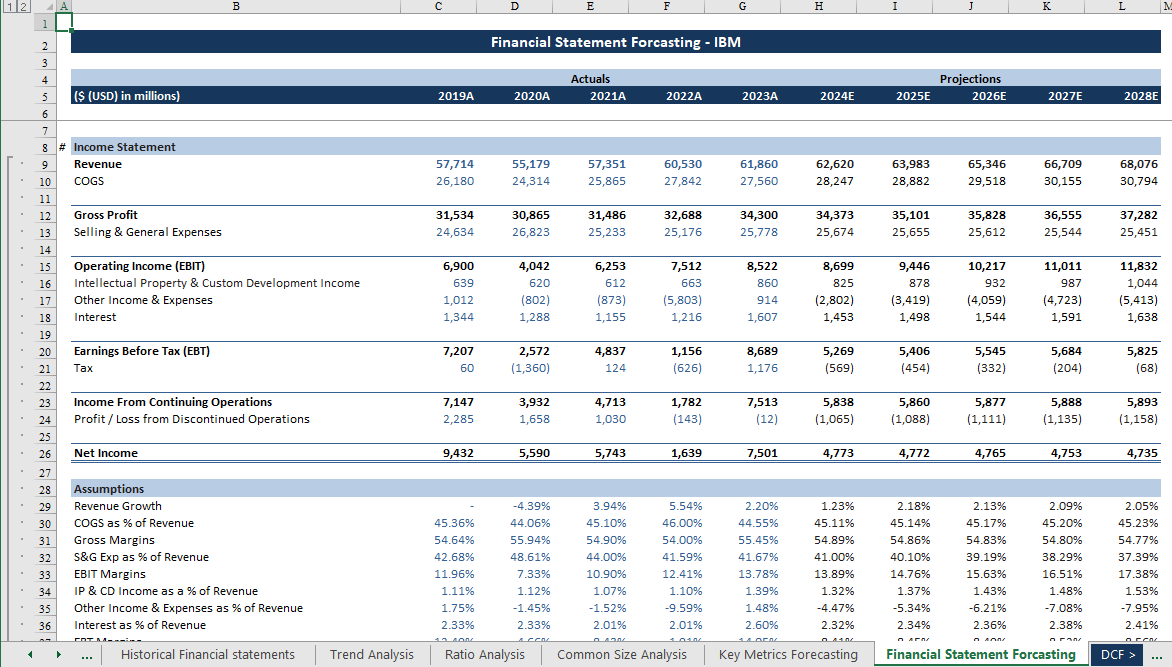 1 2 A B C D E F G H I J K L M
1
2 Financial Statement Forcasting - IBM
3
4 Actuals Projections
5 ($ (USD) in millions) 2019A 2020A 2021A 2022A 2023A 2024E 2025E 2026E 2027E 2028E
6
7
8 # Income Statement
9 Revenue 57,714 55,179 57,351 60,530 61,860 62,620 63,983 65,346 66,709 68,076
10 COGS 26,180 24,314 25,865 27,842 27,560 28,247 28,882 29,518 30,155 30,794
11
12 Gross Profit 31,534 30,865 31,486 32,688 34,300 34,373 35,101 35,828 36,555 37,282
13 Selling & General Expenses 24,634 26,823 25,233 25,176 25,778 25,674 25,655 25,612 25,544 25,451
14
15 Operating Income (EBIT) 6,900 4,042 6,253 7,512 8,522 8,699 9,446 10,217 11,011 11,832
16 Intellectual Property & Custom Development Income 639 620 612 663 860 825 878 932 987 1,044
17 Other Income & Expenses 1,012 (802) (873) (5,803) 914 (2,802) (3,419) (4,059) (4,723) (5,413)
18 Interest 1,344 1,288 1,155 1,216 1,607 1,453 1,498 1,544 1,591 1,638
19
20 Earnings Before Tax (EBT) 7,207 2,572 4,837 1,156 8,689 5,269 5,406 5,545 5,684 5,825
21 Tax 60 (1,360) 124 (626) 1,176 (569) (454) (332) (204) (68)
22
23 Income From Continuing Operations 7,147 3,932 4,713 1,782 7,513 5,838 5,860 5,877 5,888 5,893
24 Profit / Loss from Discontinued Operations 2,285 1,658 1,030 (143) (12) (1,065) (1,088) (1,111) (1,135) (1,158)
25
26 Net Income 9,432 5,590 5,743 1,639 7,501 4,773 4,772 4,765 4,753 4,735
27
28 Assumptions
29 Revenue Growth - -4.39% 3.94% 5.54% 2.20% 1.23% 2.18% 2.13% 2.09% 2.05%
30 COGS as % of Revenue 45.36% 44.06% 45.10% 46.00% 44.55% 45.11% 45.14% 45.17% 45.20% 45.23%
31 Gross Margins 54.64% 55.94% 54.90% 54.00% 55.45% 54.89% 54.86% 54.83% 54.80% 54.77%
32 S&G Exp as % of Revenue 42.68% 48.61% 44.00% 41.59% 41.67% 41.00% 40.10% 39.19% 38.29% 37.39%
33 EBIT Margins 11.96% 7.33% 10.90% 12.41% 13.78% 13.89% 14.76% 15.63% 16.51% 17.38%
34 IP & CD Income as a % of Revenue 1.11% 1.12% 1.07% 1.10% 1.39% 1.32% 1.37% 1.43% 1.48% 1.53%
35 Other Income & Expenses as % of Revenue 1.75% -1.45% -1.52% -9.59% 1.48% -4.47% -5.34% -6.21% -7.08% -7.95%
36 Interest as % of Revenue 2.33% 2.33% 2.01% 2.01% 2.60% 2.32% 2.34% 2.36% 2.38% 2.41%
... Historical Financial statements Trend Analysis Ratio Analysis Common Size Analysis Key Metrics Forecasting Financial Statement Forcasting DCF > ...